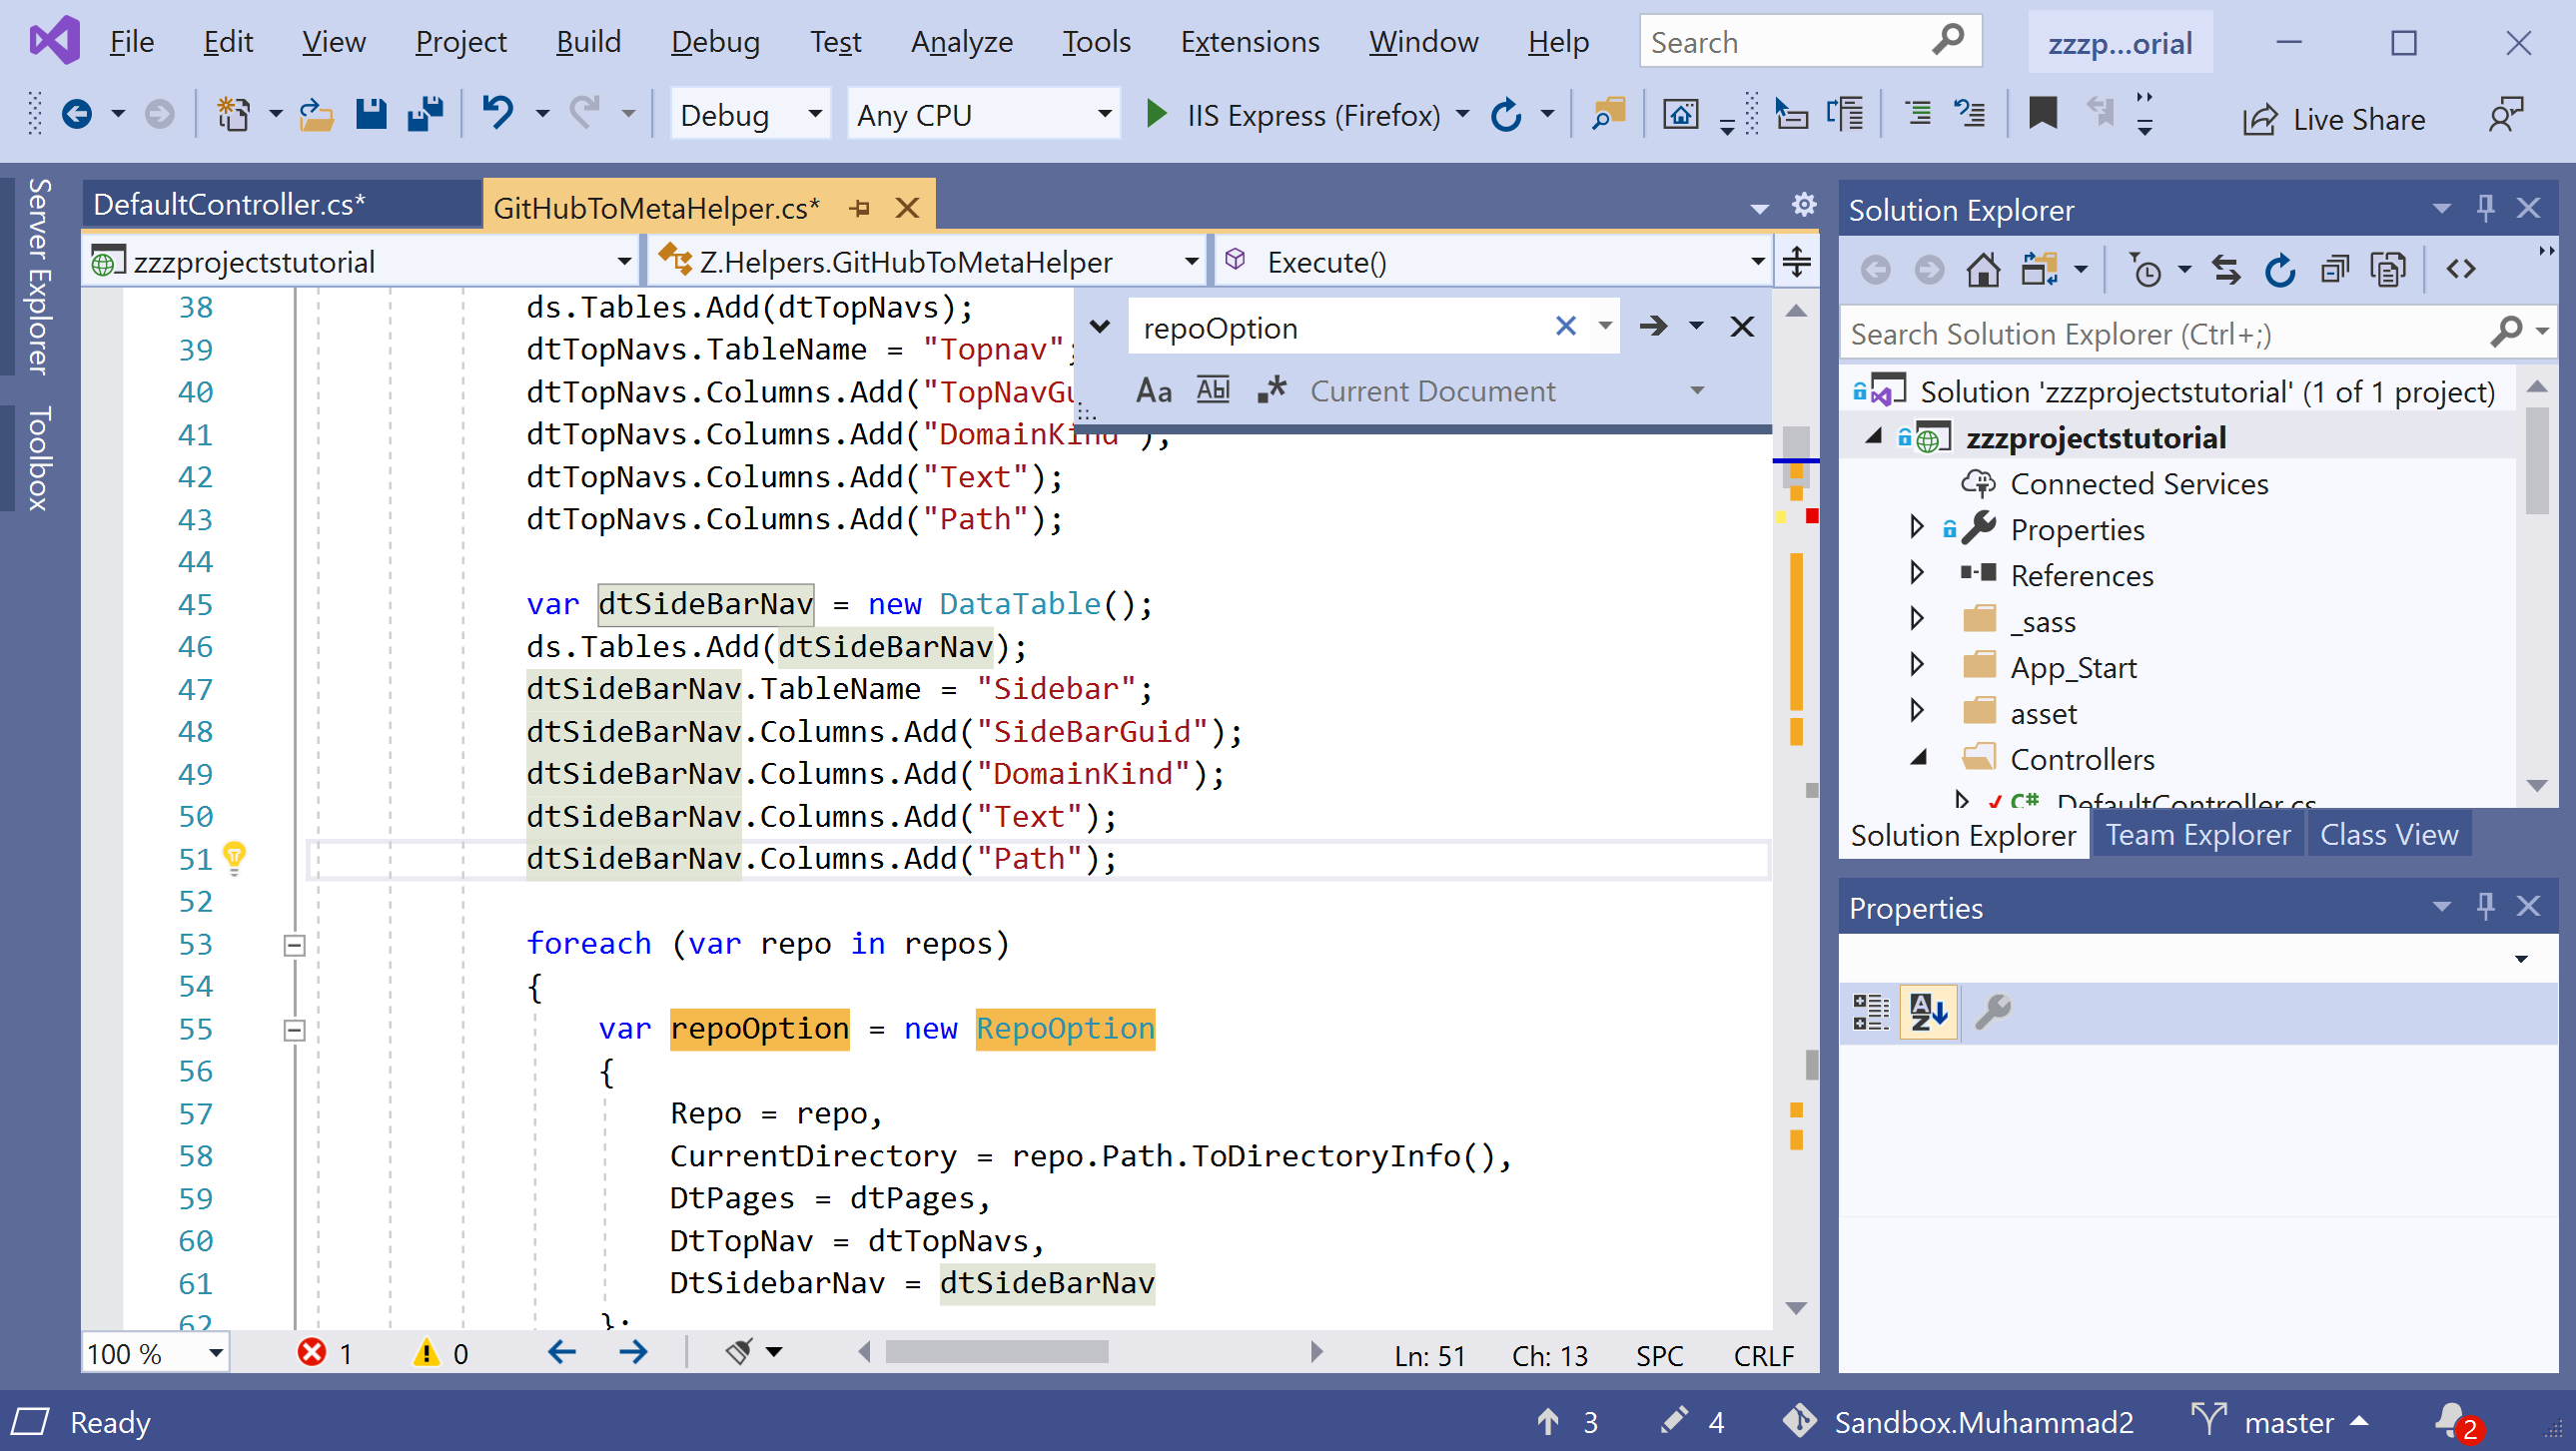 File Edit View Project Build Debug Test Analyze Tools Extensions Window Help Search zzzp...orial
Debug Any CPU IIS Express (Firefox) Live Share
Server Explorer
Toolbox
DefaultController.cs* GitHubToMetaHelper.cs*
zzzprojectstutorial Z.Helpers.GitHubToMetaHelper Execute()
repoOption
Aa Abl .* Current Document
38 ds.Tables.Add(dtTopNavs);
39 dtTopNavs.TableName = "Topnav";
40 dtTopNavs.Columns.Add("TopNavGu
41 dtTopNavs.Columns.Add("DomainKind");
42 dtTopNavs.Columns.Add("Text");
43 dtTopNavs.Columns.Add("Path");
44
45 var dtSideBarNav = new DataTable();
46 ds.Tables.Add(dtSideBarNav);
47 dtSideBarNav.TableName = "Sidebar";
48 dtSideBarNav.Columns.Add("SideBarGuid");
49 dtSideBarNav.Columns.Add("DomainKind");
50 dtSideBarNav.Columns.Add("Text");
51 dtSideBarNav.Columns.Add("Path");
52
53 foreach (var repo in repos)
54 {
55 var repoOption = new RepoOption
56 {
57 Repo = repo,
58 CurrentDirectory = repo.Path.ToDirectoryInfo(),
59 DtPages = dtPages,
60 DtTopNav = dtTopNavs,
61 DtSidebarNav = dtSideBarNav
62 };
100 % 1 0 Ln: 51 Ch: 13 SPC CRLF
Solution Explorer
Search Solution Explorer (Ctrl+;)
Solution 'zzzprojectstutorial' (1 of 1 project)
zzzprojectstutorial
Connected Services
Properties
References
_sass
App_Start
asset
Controllers
C# DefaultController.cs
Solution Explorer Team Explorer Class View
Properties
Ready 3 4 Sandbox.Muhammad2 master 2